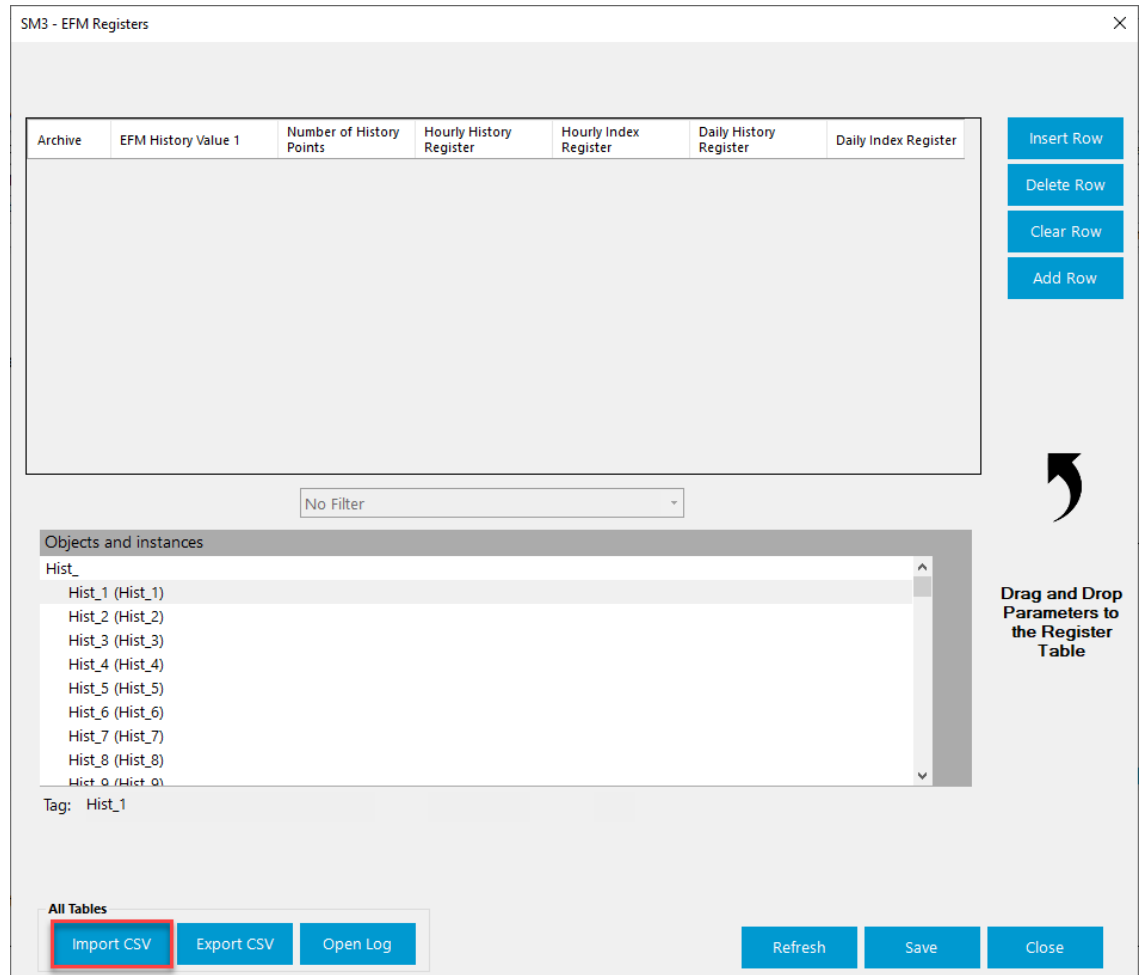 SM3 - EFM Registers
Archive
EFM History Value 1
Number of History
Points
Hourly History
Register
Hourly Index
Register
Daily History
Register
Daily Index Register
Insert Row
Delete Row
Clear Row
Add Row
No Filter
Objects and instances
Hist_
Hist_1 (Hist_1)
Hist_2 (Hist_2)
Hist_3 (Hist_3)
Hist_4 (Hist_4)
Hist_5 (Hist_5)
Hist_6 (Hist_6)
Hist_7 (Hist_7)
Hist_8 (Hist_8)
Hist_9 (Hist_9)
Drag and Drop
Parameters to
the Register
Table
Tag: Hist_1
All Tables
Import CSV
Export CSV
Open Log
Refresh
Save
Close